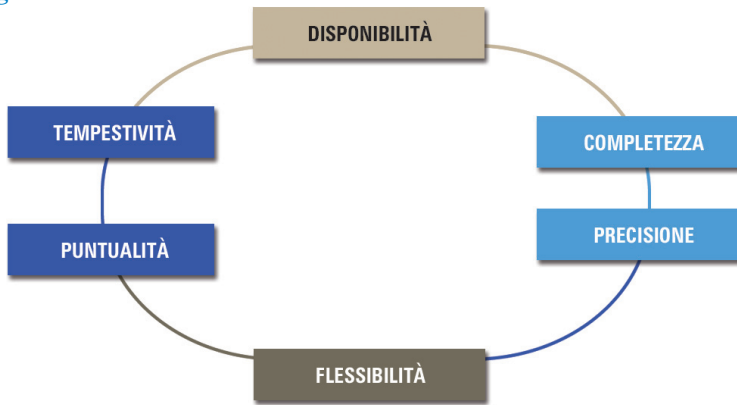 DISPONIBILITÀ
TEMPESTIVITÀ
COMPLETEZZA
PUNTUALITÀ
PRECISIONE
FLESSIBILITÀ